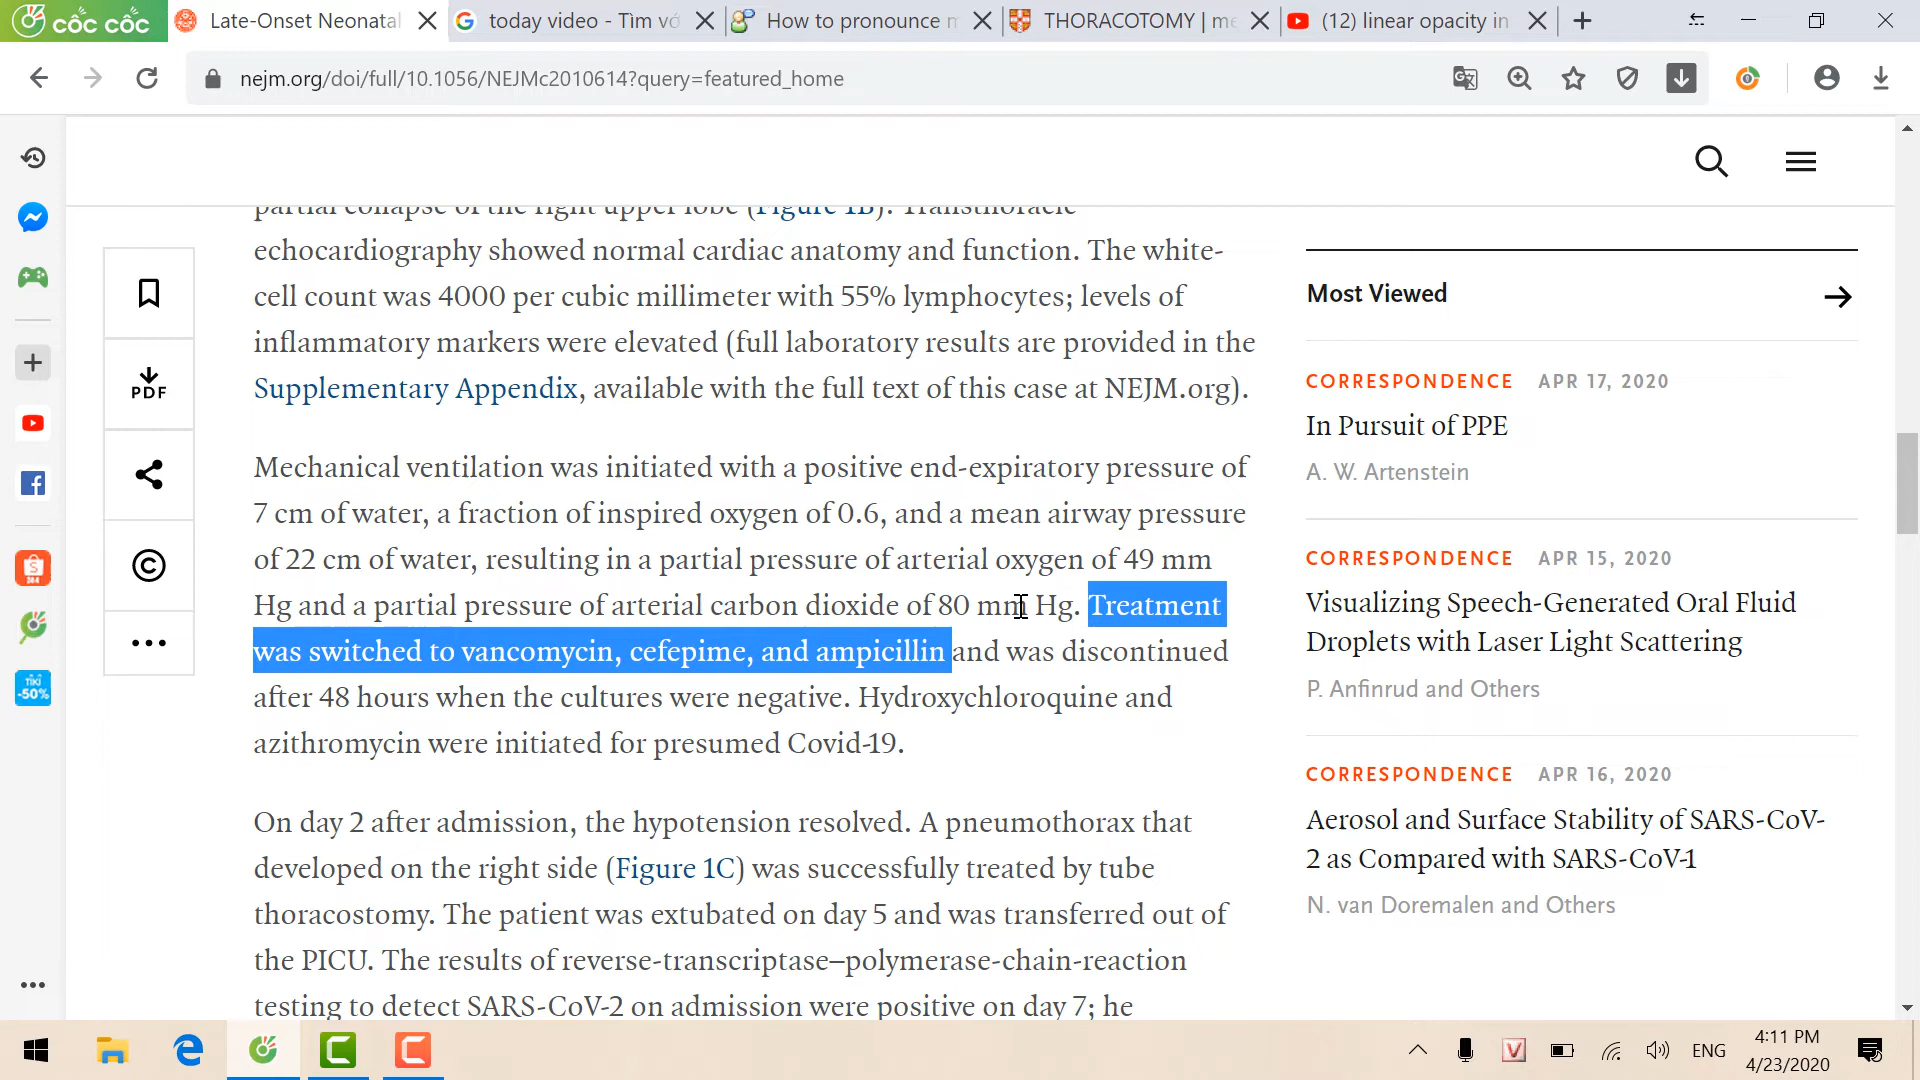 cốc cốc
Late-Onset Neonatal
today video - Tìm vớ
How to pronounce m
THORACOTOMY | me
(12) linear opacity in
nejm.org/doi/full/10.1056/NEJMc2010614?query=featured_home
partial collapse of the right upper lobe (Figure 1B). Transthoracic
echocardiography showed normal cardiac anatomy and function. The white-
cell count was 4000 per cubic millimeter with 55% lymphocytes; levels of
inflammatory markers were elevated (full laboratory results are provided in the
Supplementary Appendix, available with the full text of this case at NEJM.org).
Mechanical ventilation was initiated with a positive end-expiratory pressure of
7 cm of water, a fraction of inspired oxygen of 0.6, and a mean airway pressure
of 22 cm of water, resulting in a partial pressure of arterial oxygen of 49 mm
Hg and a partial pressure of arterial carbon dioxide of 80 mm Hg. Treatment
was switched to vancomycin, cefepime, and ampicillin and was discontinued
after 48 hours when the cultures were negative. Hydroxychloroquine and
azithromycin were initiated for presumed Covid-19.
On day 2 after admission, the hypotension resolved. A pneumothorax that
developed on the right side (Figure 1C) was successfully treated by tube
thoracostomy. The patient was extubated on day 5 and was transferred out of
the PICU. The results of reverse-transcriptase–polymerase-chain-reaction
testing to detect SARS-CoV-2 on admission were positive on day 7; he
PDF
Most Viewed
CORRESPONDENCE APR 17, 2020
In Pursuit of PPE
A. W. Artenstein
CORRESPONDENCE APR 15, 2020
Visualizing Speech-Generated Oral Fluid
Droplets with Laser Light Scattering
P. Anfinrud and Others
CORRESPONDENCE APR 16, 2020
Aerosol and Surface Stability of SARS-CoV-
2 as Compared with SARS-CoV-1
N. van Doremalen and Others
TIKI
-50%
ENG
4:11 PM
4/23/2020